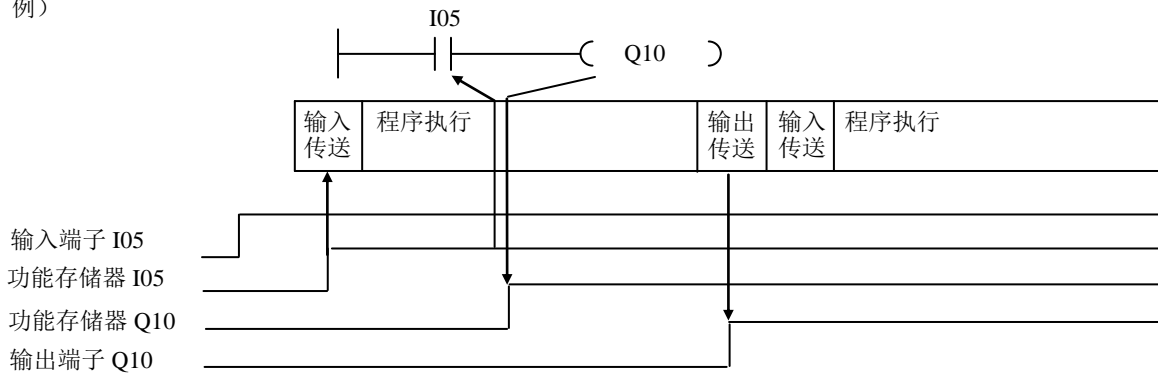 例）
I05
Q10
输入
传送
程序执行
输出
传送
输入
传送
程序执行
输入端子 I05
功能存储器 I05
功能存储器 Q10
输出端子 Q10